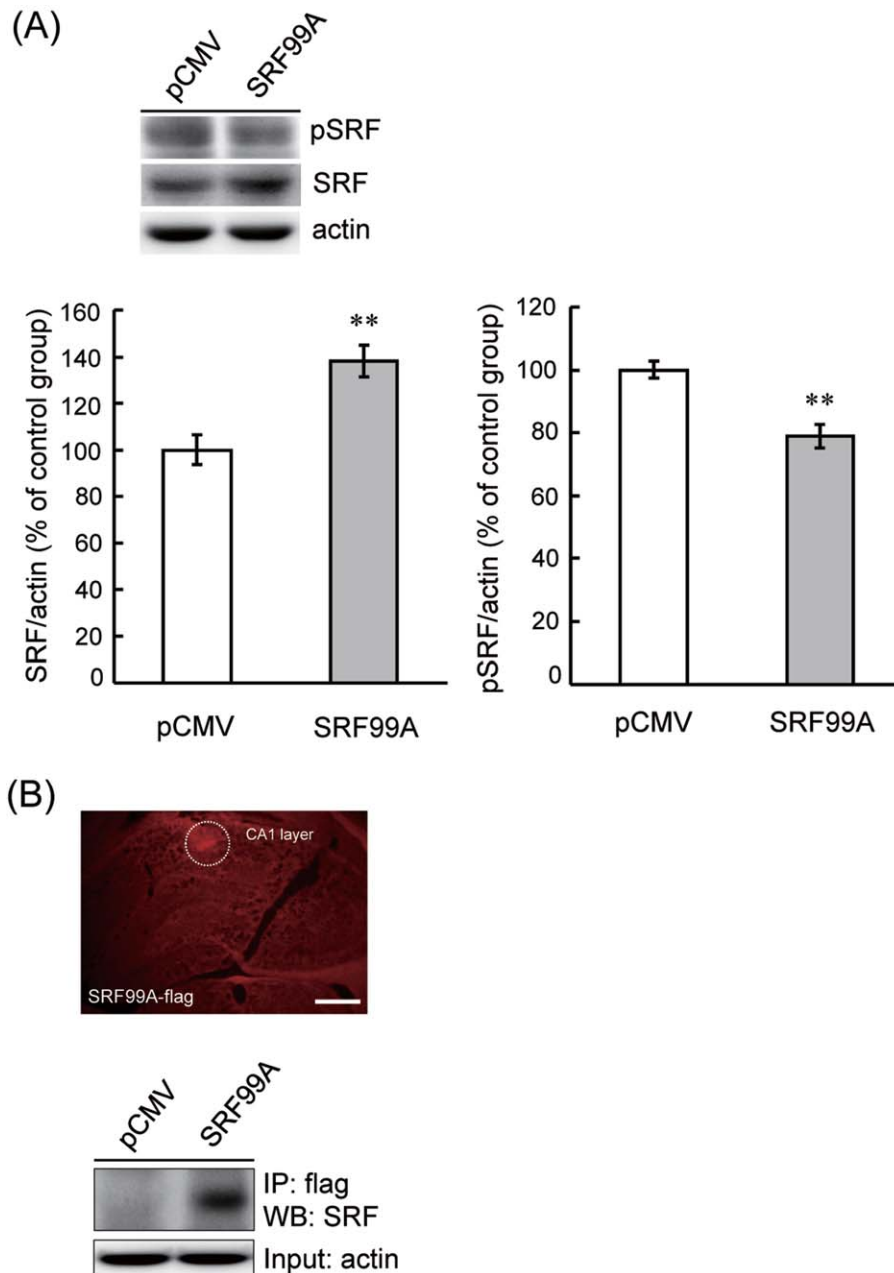 (A)
pCMV SRF99A
pSRF
SRF
actin
SRF/actin (% of control group)
160
140
120
100
80
60
40
20
0
**
pCMV SRF99A
pSRF/actin (% of control group)
120
100
80
60
40
20
0
**
pCMV SRF99A
(B)
CA1 layer
SRF99A-flag
pCMV SRF99A
IP: flag
WB: SRF
Input: actin